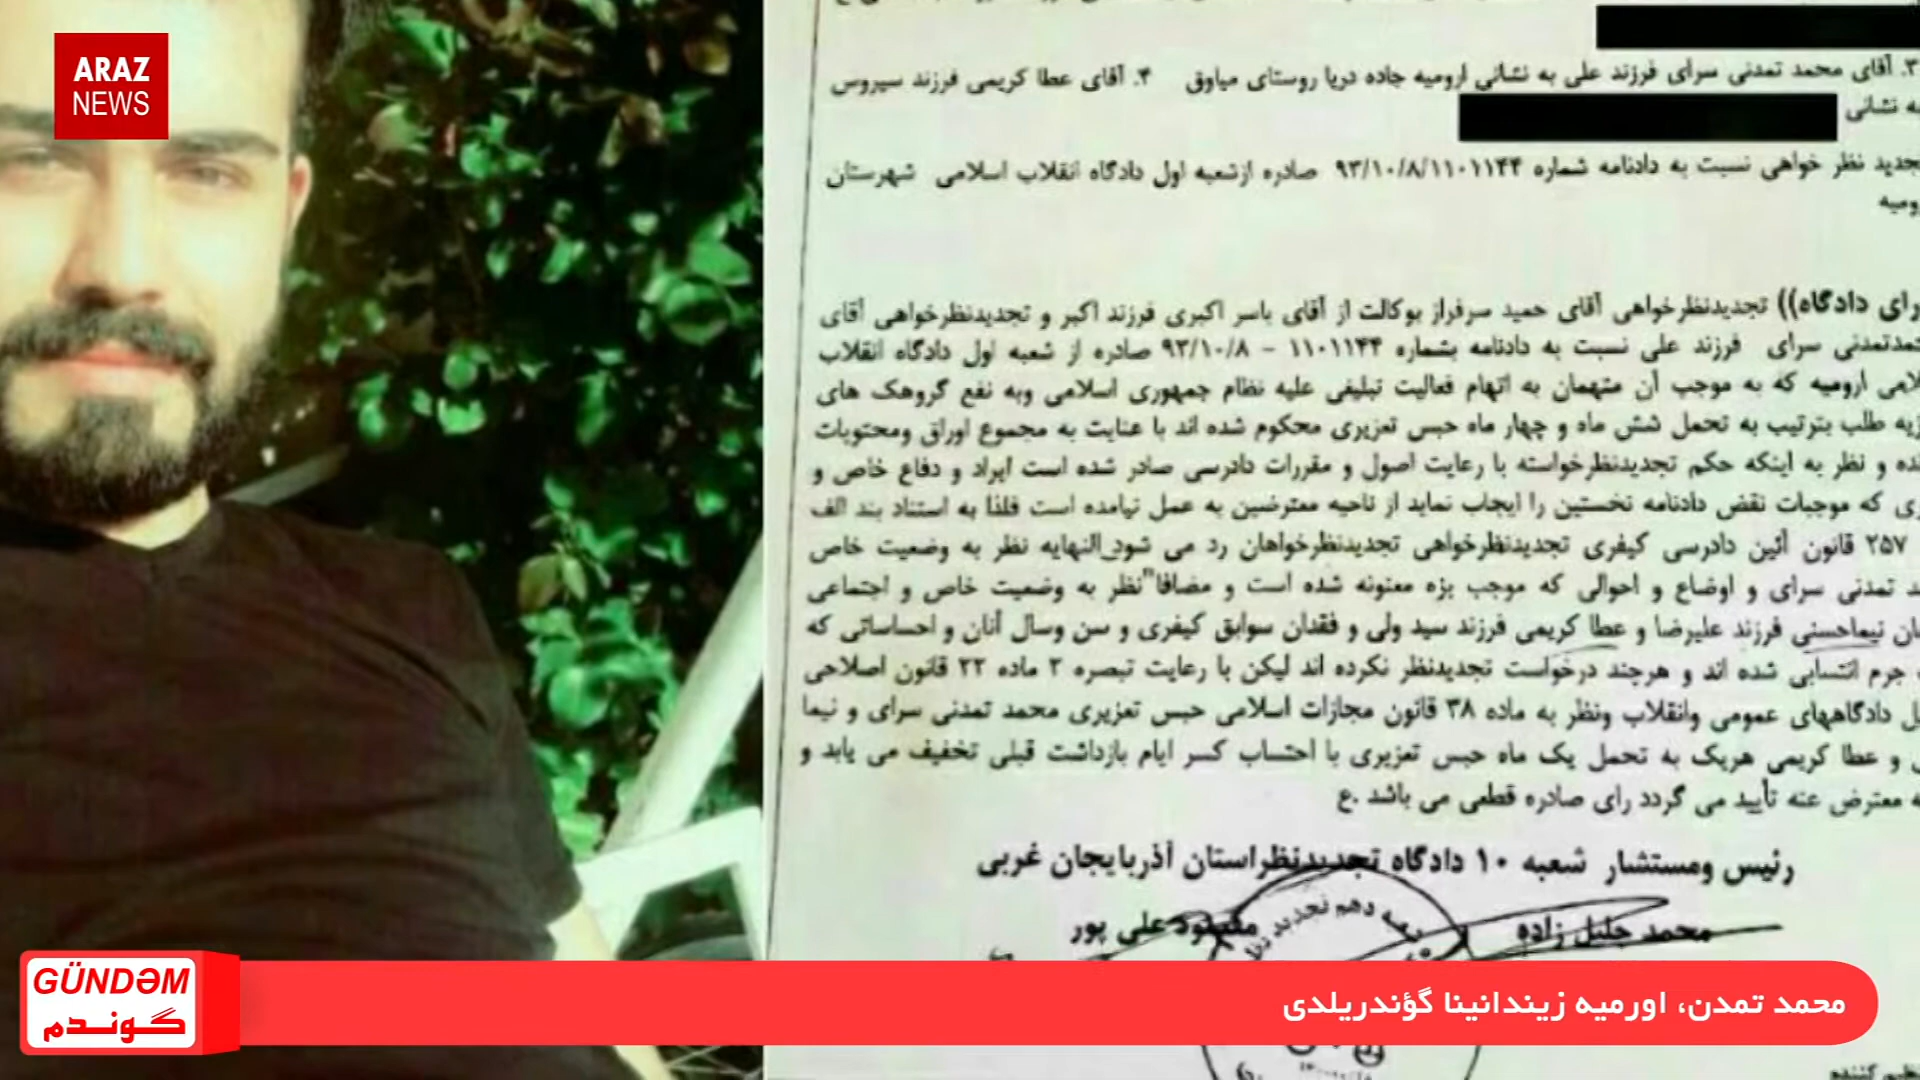 ARAZ
NEWS
۳. آقای محمد تمدنی سرای فرزند علی به نشانی ارومیه جاده دریا روستای میاوق ۴. آقای عطا کریمی فرزند سیروس
به نشانی
جدید نظر خواهی نسبت به دادنامه شماره ۹۳/۱۰/۸/۱۱۰۱۱۴۴ صادره ازشعبه اول دادگاه انقلاب اسلامی شهرستان
ومیه
رای دادگاه)) تجدیدنظرخواهی آقای حمید سرفراز بوکالت از آقای یاسر اکبری فرزند اکبر و تجدیدنظرخواهی آقای
مدتمدنی سرای فرزند علی نسبت به دادنامه بشماره ۱۱۰۱۱۴۴ – ۹۳/۱۰/۸ صادره از شعبه اول دادگاه انقلاب
لامی ارومیه که به موجب آن متهمان به اتهام فعالیت تبلیغی علیه نظام جمهوری اسلامی وبه نفع گروهک های
زیه طلب بترتیب به تحمل شش ماه و چهار ماه حبس تعزیری محکوم شده اند با عنایت به مجموع اوراق ومحتویات
نده و نظر به اینکه حکم تجدیدنظرخواسته با رعایت اصول و مقررات دادرسی صادر شده است ایراد و دفاع خاص و
ری که موجبات نقض دادنامه نخستین را ایجاب نماید از ناحیه معترضین به عمل نیامده است فلذا به استناد بند الف
۲۵۷ قانون آئین دادرسی کیفری تجدیدنظرخواهی تجدیدنظرخواهان رد می شود_النهایه نظر به وضعیت خاص
د تمدنی سرای و اوضاع و احوالی که موجب بزه معنونه شده است و مضافا"نظر به وضعیت خاص و اجتماعی
ان نیماحسنی فرزند علیرضا و عطا کریمی فرزند سید ولی و فقدان سوابق کیفری و سن وسال آنان و احساساتی که
جرم انتسابی شده اند و هرچند درخواست تجدیدنظر نکرده اند لیکن با رعایت تبصره ۲ ماده ۲۲ قانون اصلاحی
ل دادگاههای عمومی وانقلاب ونظر به ماده ۳۸ قانون مجازات اسلامی حبس تعزیری محمد تمدنی سرای و نیما
و عطا کریمی هریک به تحمل یک ماه حبس تعزیری با احتساب کسر ایام بازداشت قبلی تخفیف می یابد و
ه معترض عنه تأیید می گردد رای صادره قطعی می باشد .ع
رئیس ومستشار شعبه ۱۰ دادگاه تجدیدنظراستان آذربایجان غربی
محمد جلیل زاده مقصود علی پور
دهم تجدید
GÜNDƏM
گوندم
محمد تمدن، اورمیه زیندانینا گؤندریلدی